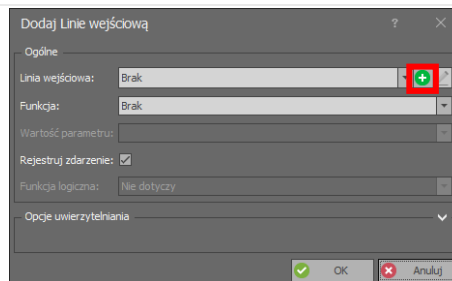 Dodaj Linie wejściową
?
Ogólne
Linia wejściowa: Brak
Funkcja: Brak
Wartość parametru:
Rejestruj zdarzenie:
Funkcja logiczna: Nie dotyczy
Opcje uwierzytelniania
OK Anuluj